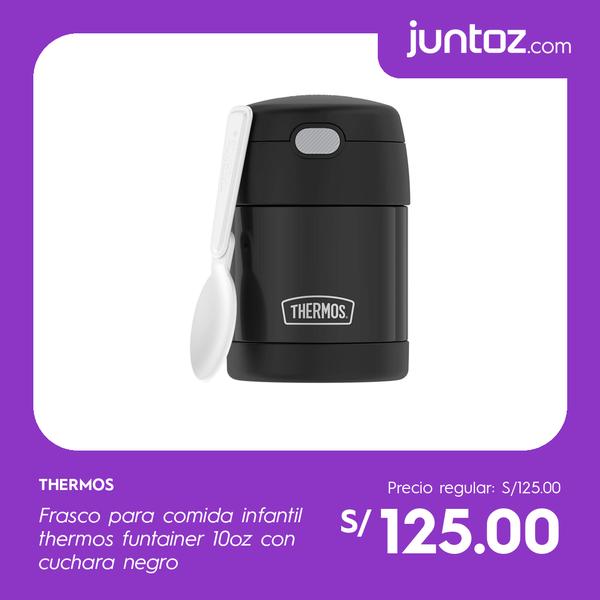 juntoz.com
THERMOS.
THERMOS
Frasco para comida infantil
thermos funtainer 10oz con
cuchara negro
Precio regular: S/125.00
S/125.00